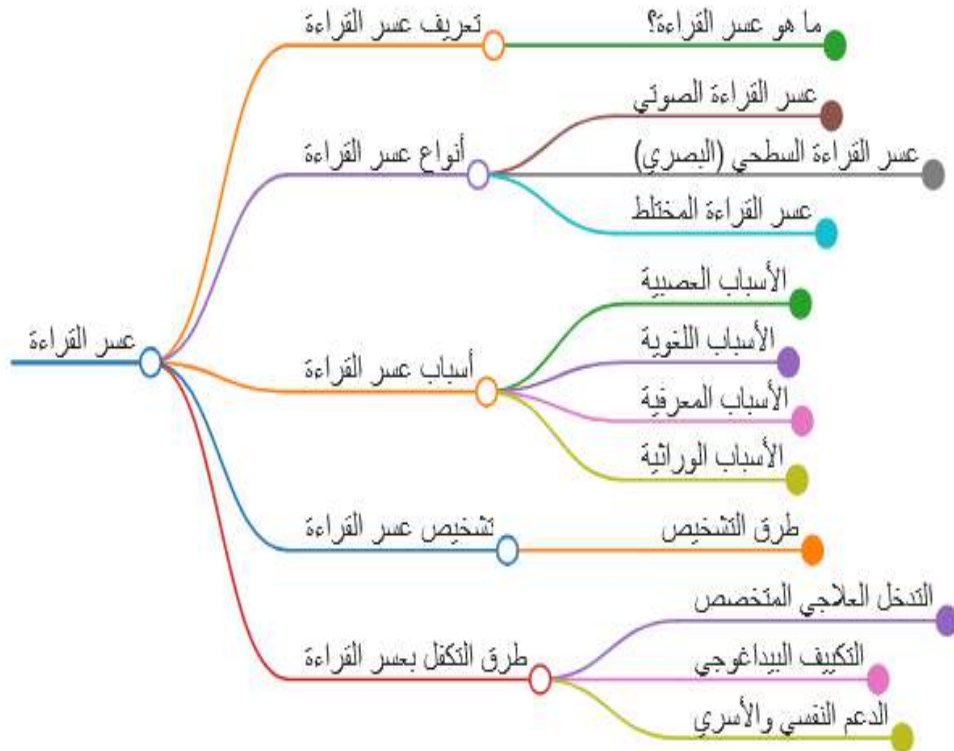 عسر القراءة
تعريف عسر القراءة
ما هو عسر القراءة؟
أنواع عسر القراءة
عسر القراءة الصوتي
عسر القراءة السطحي (البصري)
عسر القراءة المختلط
أسباب عسر القراءة
الأسباب العصبية
الأسباب اللغوية
الأسباب المعرفية
الأسباب الوراثية
تشخيص عسر القراءة
طرق التشخيص
طرق التكفل بعسر القراءة
التدخل العلاجي المتخصص
التكييف البيداغوجي
الدعم النفسي والأسري